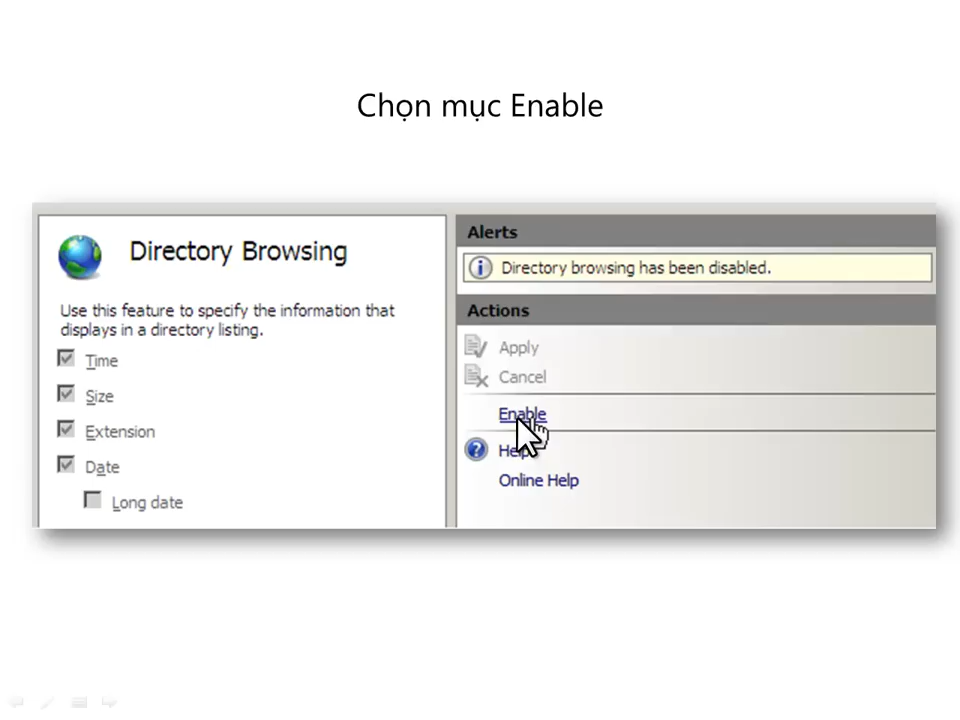 Chọn mục Enable
Directory Browsing
Use this feature to specify the information that
displays in a directory listing.
Time
Size
Extension
Date
Long date
Alerts
Directory browsing has been disabled.
Actions
Apply
Cancel
Enable
Help
Online Help